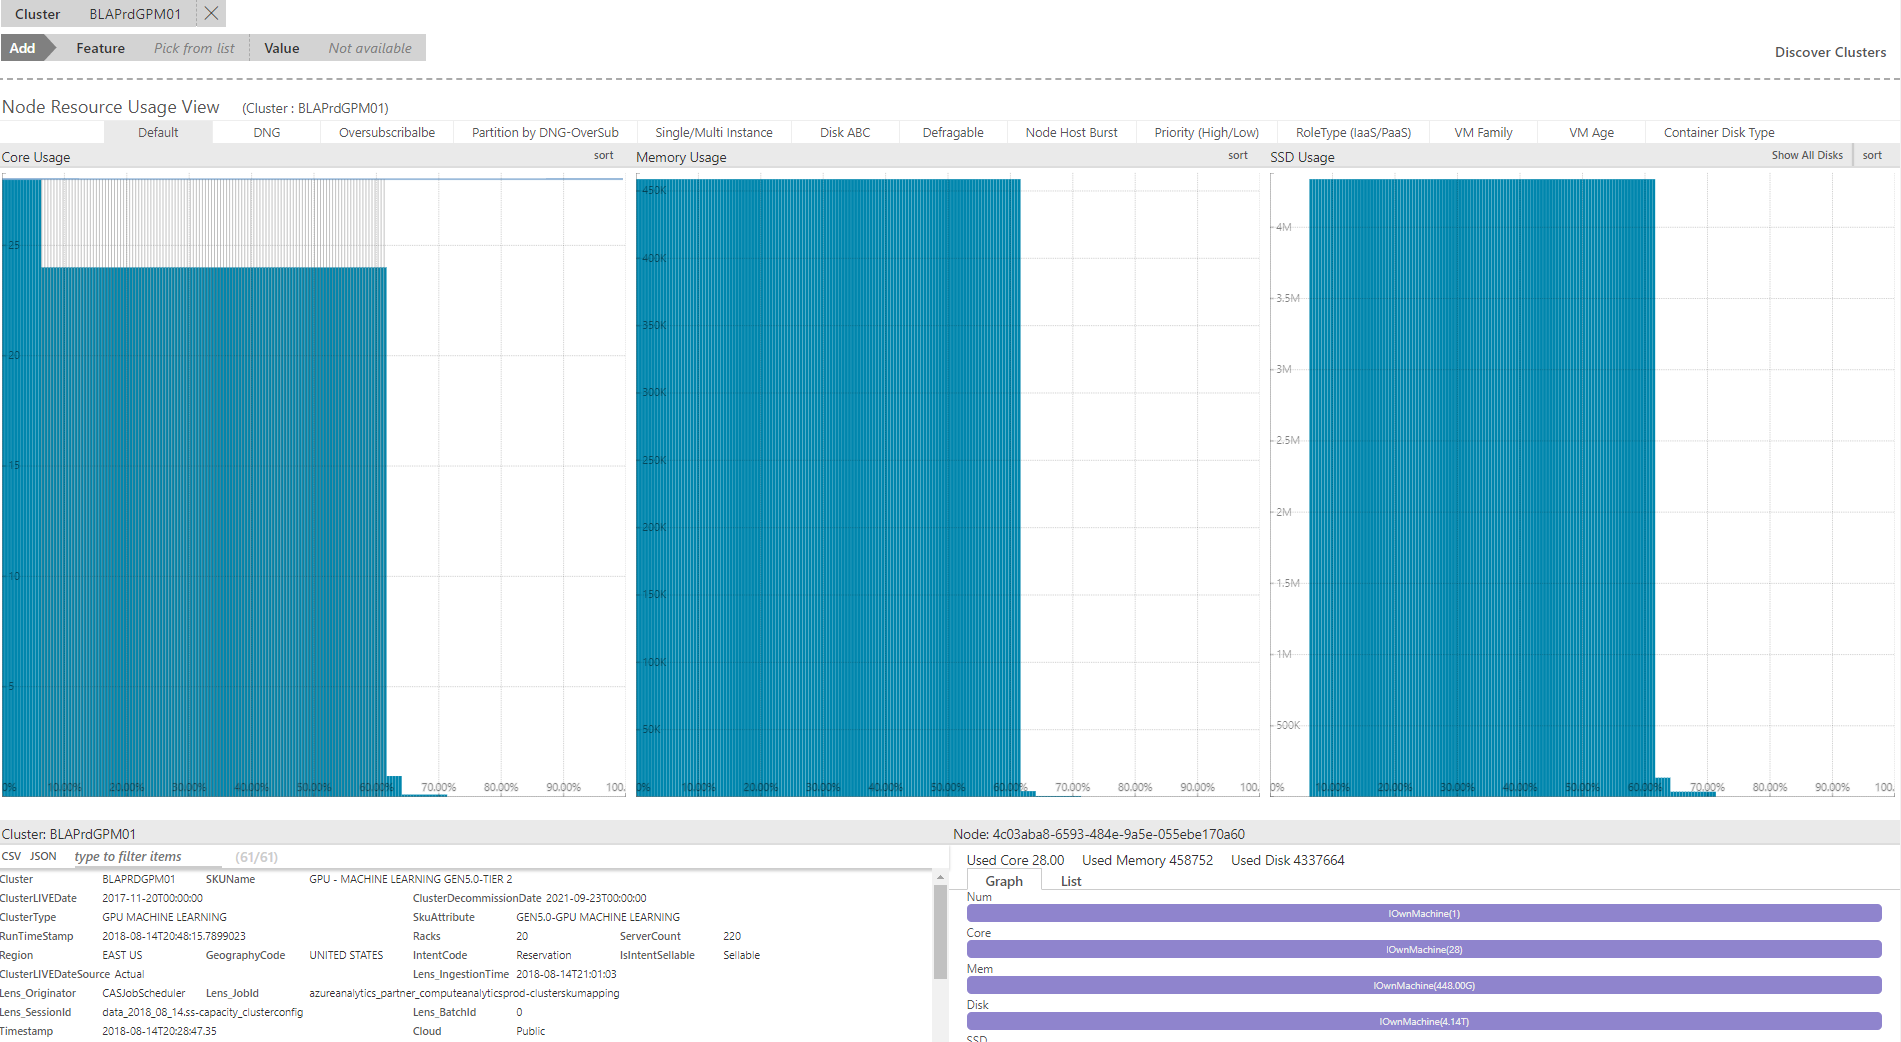 Cluster BLAPrdGPM01
Add Feature Pick from list Value Not available
Discover Clusters
Node Resource Usage View (Cluster : BLAPrdGPM01)
Default DNG Oversubscribalbe Partition by DNG-OverSub Single/Multi Instance Disk ABC Defragable Node Host Burst Priority (High/Low) RoleType (IaaS/PaaS) VM Family VM Age Container Disk Type
Core Usage sort Memory Usage sort SSD Usage Show All Disks sort
25
20
15
10
5
0% 10.00% 20.00% 30.00% 40.00% 50.00% 60.00% 70.00% 80.00% 90.00% 100.
450K
400K
350K
300K
250K
200K
150K
100K
50K
0% 10.00% 20.00% 30.00% 40.00% 50.00% 60.00% 70.00% 80.00% 90.00% 100.
4M
3.5M
3M
2.5M
2M
1.5M
1M
500K
0% 10.00% 20.00% 30.00% 40.00% 50.00% 60.00% 70.00% 80.00% 90.00% 100.
Cluster: BLAPrdGPM01
CSV JSON type to filter items (61/61)
Cluster BLAPRDGPM01 SKUName GPU - MACHINE LEARNING GEN5.0-TIER 2
ClusterLIVEDate 2017-11-20T00:00:00 ClusterDecommissionDate 2021-09-23T00:00:00
ClusterType GPU MACHINE LEARNING SkuAttribute GEN5.0-GPU MACHINE LEARNING
RunTimeStamp 2018-08-14T20:48:15.7899023 Racks 20 ServerCount 220
Region EAST US GeographyCode UNITED STATES IntentCode Reservation IsIntentSellable Sellable
ClusterLIVEDateSource Actual Lens_IngestionTime 2018-08-14T21:01:03
Lens_Originator CASJobScheduler Lens_JobId azureanalytics_partner_computeanalyticsprod-clusterskumapping
Lens_SessionId data_2018_08_14.ss-capacity_clusterconfig Lens_BatchId 0
Timestamp 2018-08-14T20:28:47.35 Cloud Public
Node: 4c03aba8-6593-484e-9a5e-055ebe170a60
Used Core 28.00 Used Memory 458752 Used Disk 4337664
Graph List
Num
IOwnMachine(1)
Core
IOwnMachine(28)
Mem
IOwnMachine(448.00G)
Disk
IOwnMachine(4.14T)
SSD